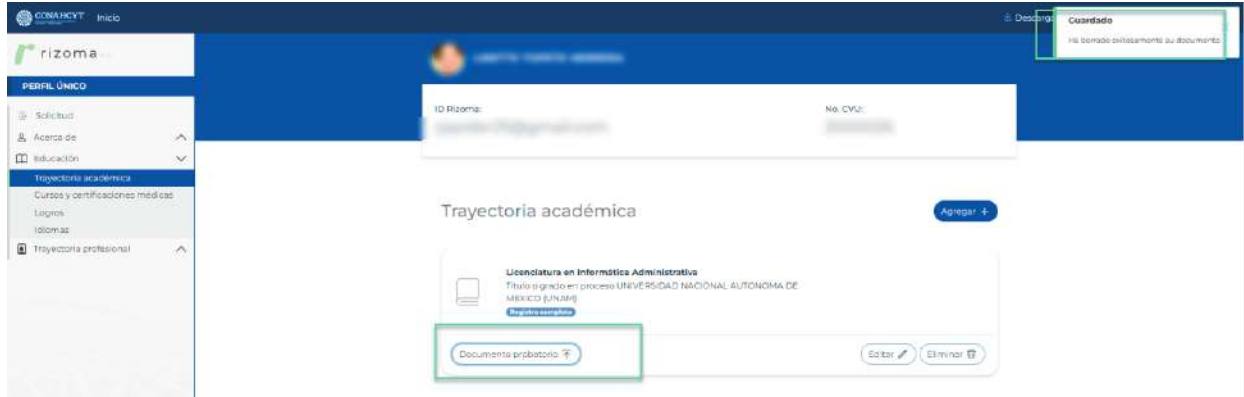 CONAHCYT Inicio
Descarga
Guardado
Ha borrado exitosamente su documento
rizoma
PERFIL ÚNICO
Solicitud
Acerca de
Educación
Trayectoria académica
Cursos y certificaciones médicas
Logros
Idiomas
Trayectoria profesional
ID Rizoma:
No. CVU:
Trayectoria académica
Agregar +
Licenciatura en Informática Administrativa
Título o grado en proceso UNIVERSIDAD NACIONAL AUTONOMA DE
MEXICO (UNAM)
Registro completo
Documento probatorio
Editar
Eliminar